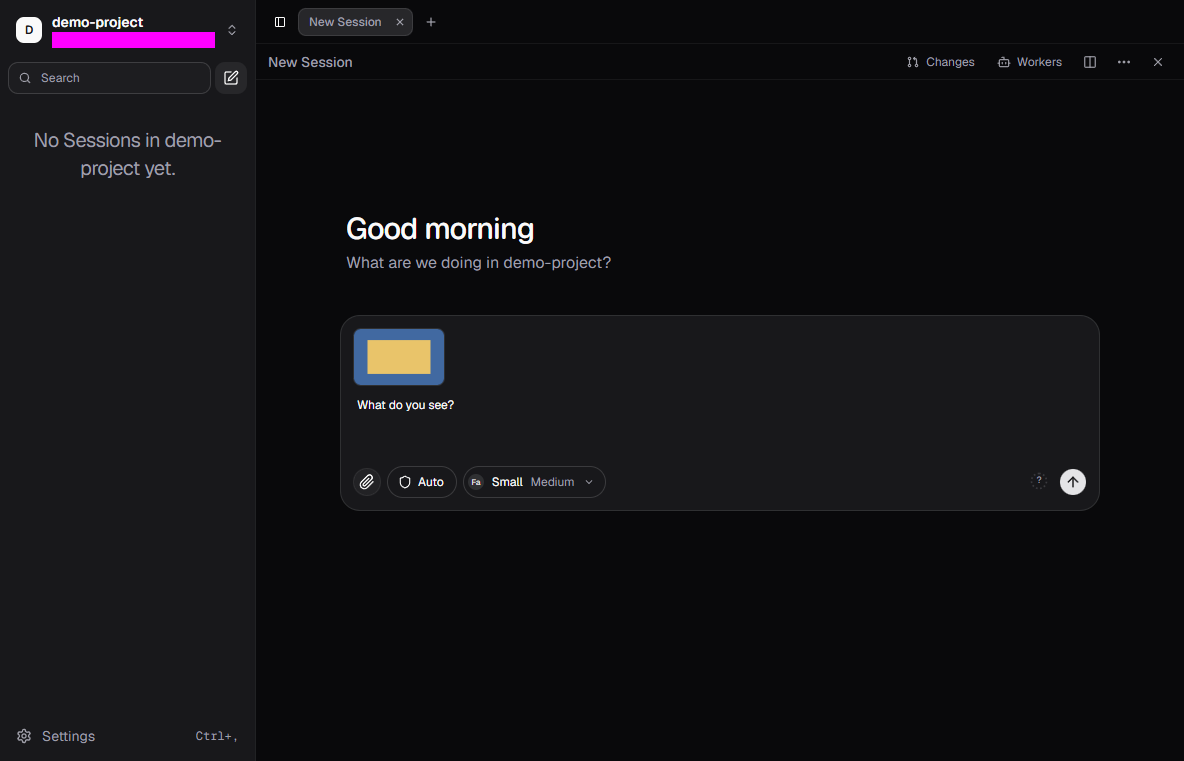 D
demo-project
Search
No Sessions in demo-
project yet.
Settings
Ctrl+,
New Session
New Session
Changes
Workers
Good morning
What are we doing in demo-project?
What do you see?
Auto
Fa
Small
Medium
?